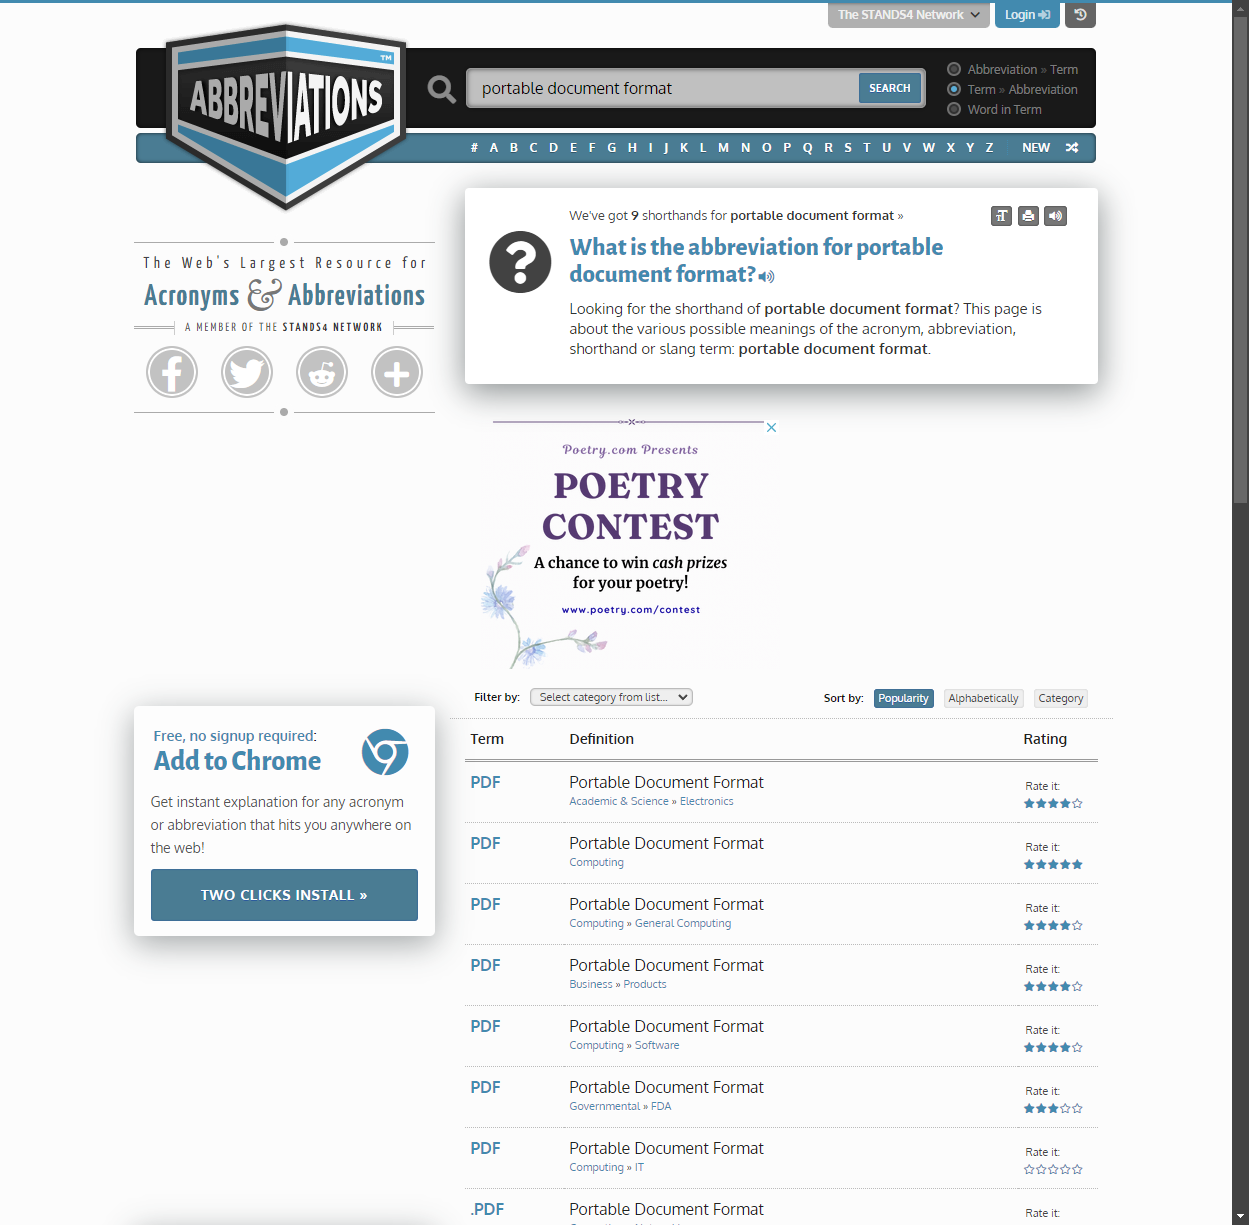 The STANDS4 Network
Login
ABBREVIATIONS
TM
portable document format
SEARCH
Abbreviation » Term
Term » Abbreviation
Word in Term
# A B C D E F G H I J K L M N O P Q R S T U V W X Y Z NEW
The Web's Largest Resource for
Acronyms & Abbreviations
A MEMBER OF THE STANDS4 NETWORK
We've got 9 shorthands for portable document format »
What is the abbreviation for portable
document format?
Looking for the shorthand of portable document format? This page is
about the various possible meanings of the acronym, abbreviation,
shorthand or slang term: portable document format.
Poetry.com Presents
POETRY
CONTEST
A chance to win cash prizes
for your poetry!
www.poetry.com/contest
Free, no signup required:
Add to Chrome
Get instant explanation for any acronym
or abbreviation that hits you anywhere on
the web!
TWO CLICKS INSTALL »
Filter by: Select category from list...
Sort by: Popularity Alphabetically Category
Term Definition Rating
PDF Portable Document Format Rate it:
Academic & Science » Electronics
PDF Portable Document Format Rate it:
Computing
PDF Portable Document Format Rate it:
Computing » General Computing
PDF Portable Document Format Rate it:
Business » Products
PDF Portable Document Format Rate it:
Computing » Software
PDF Portable Document Format Rate it:
Governmental » FDA
PDF Portable Document Format Rate it:
Computing » IT
.PDF Portable Document Format Rate it: